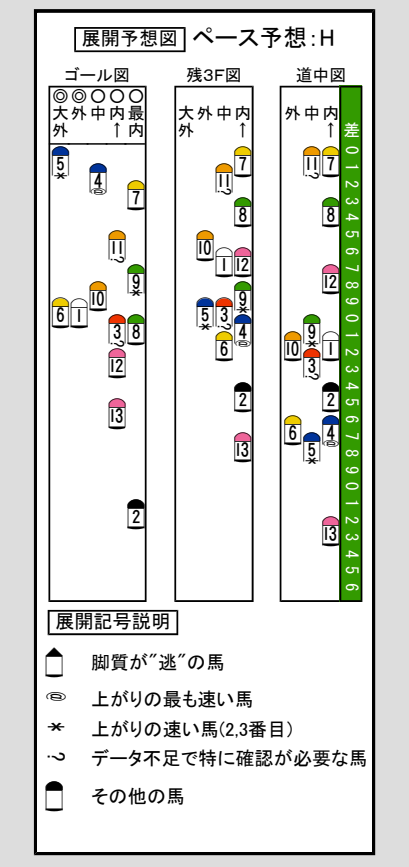 展開予想図 ペース予想:H
ゴール図 残3F図 道中図
◎◎○○○
大外 外 中 内↑ 最内
大外 外 中 内↑
外 中 内↑
差
0 1 2 3 4 5 6 7 8 9 0 1 2 3 4 5 6 7 8 9 0 1 2 3 4 5 6
5* 4◎ 7 11? 9* 10 6 1 3? 8 12 13 2
7 11? 8 10 1 12 9* 5* 3? 4◎ 6 2 13
11? 7 8 12 9* 10 1 3? 2 6 4◎ 5* 13
展開記号説明
脚質が"逃"の馬
◎ 上がりの最も速い馬
* 上がりの速い馬(2,3番目)
? データ不足で特に確認が必要な馬
その他の馬